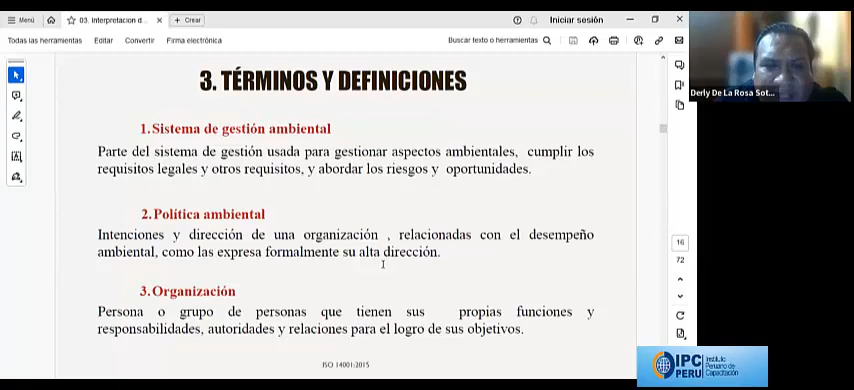 Menú
03. Interpretacion d...
+ Crear
Iniciar sesión
Todas las herramientas Editar Convertir Firma electrónica
Buscar texto o herramientas
3. TÉRMINOS Y DEFINICIONES
1.Sistema de gestión ambiental
Parte del sistema de gestión usada para gestionar aspectos ambientales, cumplir los
requisitos legales y otros requisitos, y abordar los riesgos y oportunidades.
2.Política ambiental
Intenciones y dirección de una organización , relacionadas con el desempeño
ambiental, como las expresa formalmente su alta dirección.
3.Organización
Persona o grupo de personas que tienen sus propias funciones y
responsabilidades, autoridades y relaciones para el logro de sus objetivos.
ISO 14001:2015
16
72
Derly De La Rosa Sot...
IPC
PERU
Instituto
Peruano de
Capacitación